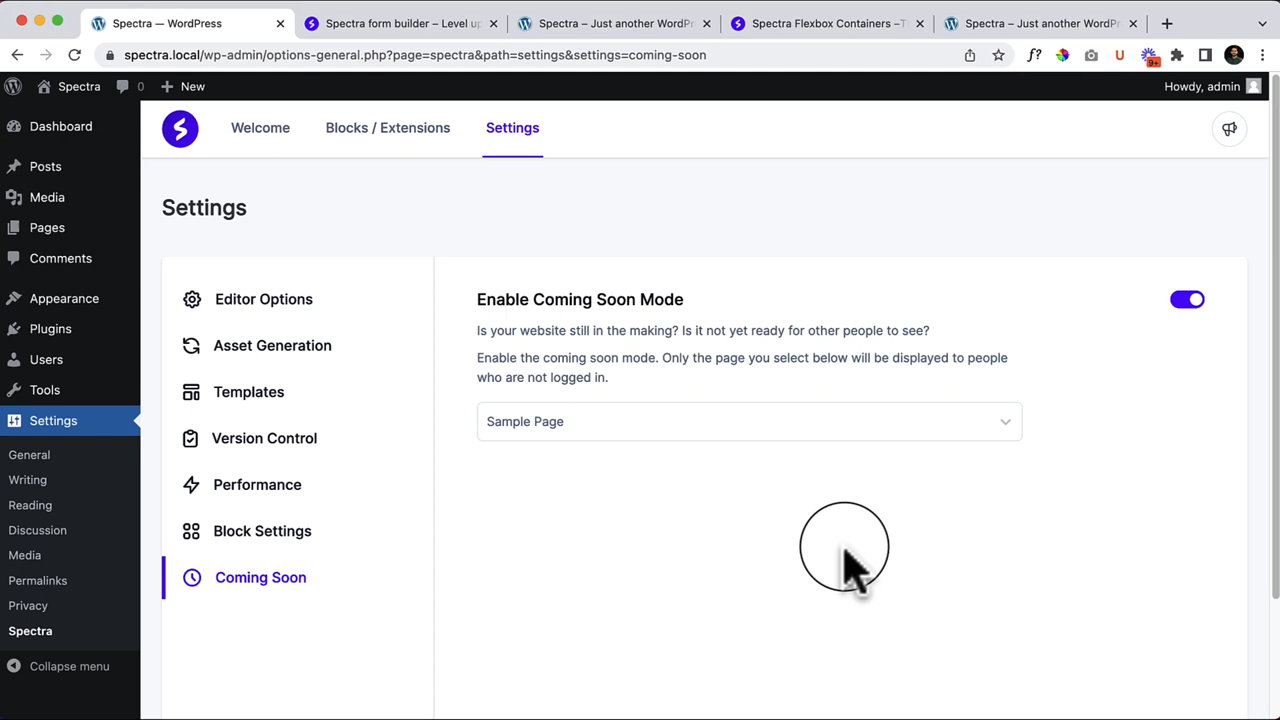 Spectra — WordPress
Spectra form builder – Level up
Spectra – Just another WordPr
Spectra Flexbox Containers – T
Spectra – Just another WordPr
spectra.local/wp-admin/options-general.php?page=spectra&path=settings&settings=coming-soon
f?
U
9+
Spectra
0
New
Howdy, admin
Dashboard
Posts
Media
Pages
Comments
Appearance
Plugins
Users
Tools
Settings
General
Writing
Reading
Discussion
Media
Permalinks
Privacy
Spectra
Collapse menu
Welcome
Blocks / Extensions
Settings
Settings
Editor Options
Asset Generation
Templates
Version Control
Performance
Block Settings
Coming Soon
Enable Coming Soon Mode
Is your website still in the making? Is it not yet ready for other people to see?
Enable the coming soon mode. Only the page you select below will be displayed to people
who are not logged in.
Sample Page